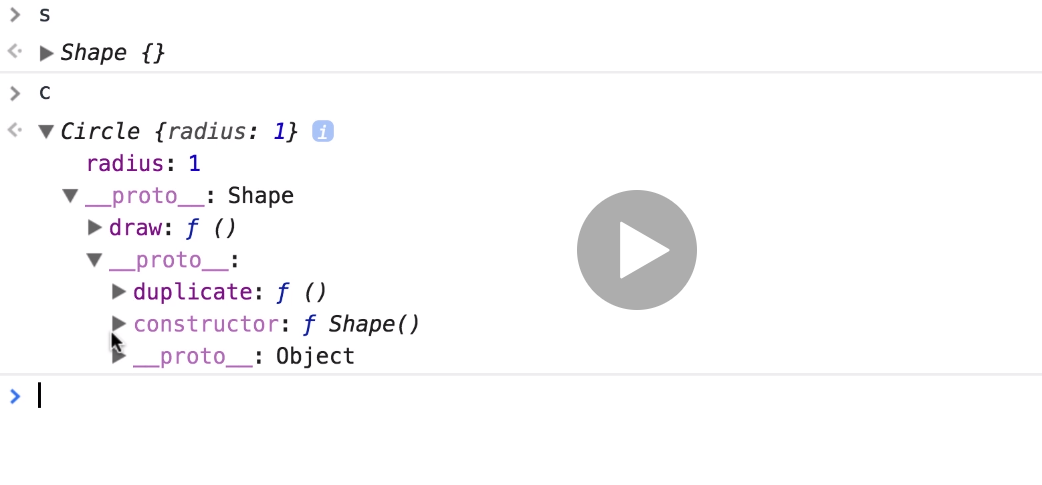 > s
Shape {}
> c
▼ Circle {radius: 1} i
radius: 1
▼ __proto__: Shape
▶ draw: ƒ ()
▼ __proto__:
▶ duplicate: ƒ ()
▶ constructor: ƒ Shape()
▶ __proto__: Object
>